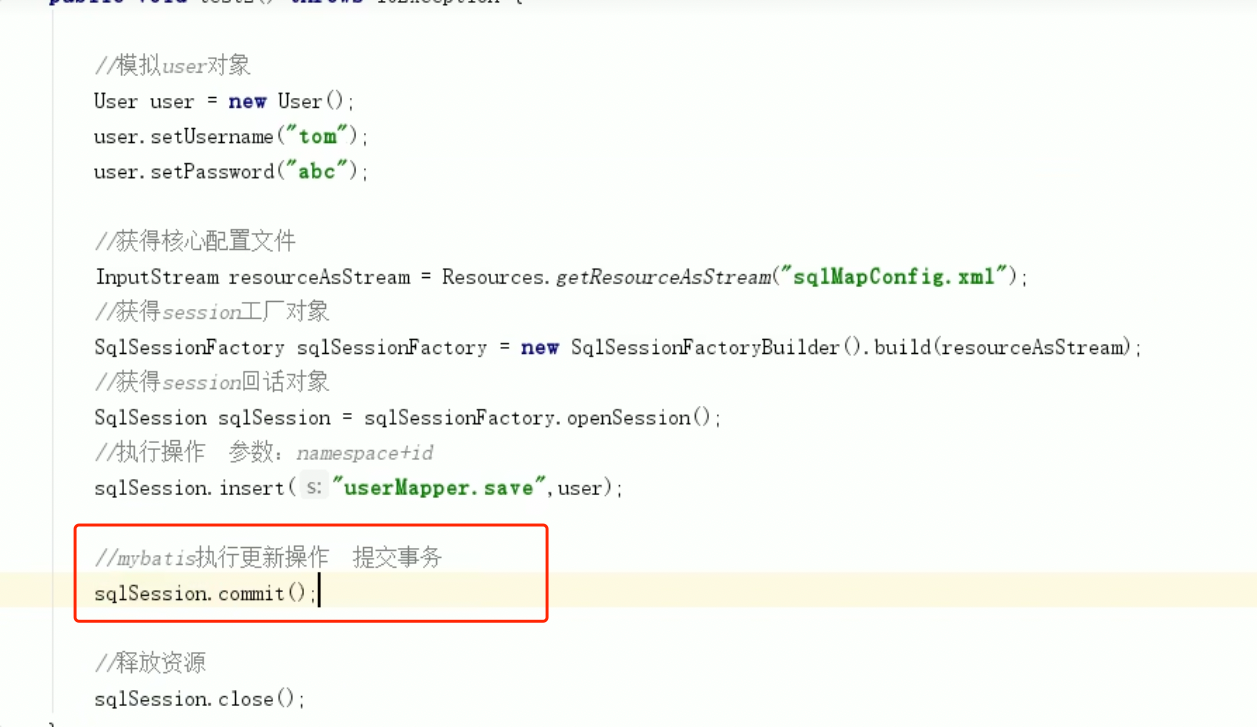 public void test2() throws IOException {
//模拟user对象
User user = new User();
user.setUsername("tom");
user.setPassword("abc");
//获得核心配置文件
InputStream resourceAsStream = Resources.getResourceAsStream("sqlMapConfig.xml");
//获得session工厂对象
SqlSessionFactory sqlSessionFactory = new SqlSessionFactoryBuilder().build(resourceAsStream);
//获得session回话对象
SqlSession sqlSession = sqlSessionFactory.openSession();
//执行操作 参数：namespace+id
sqlSession.insert( s: "userMapper.save",user);
//mybatis执行更新操作 提交事务
sqlSession.commit();
//释放资源
sqlSession.close();
}